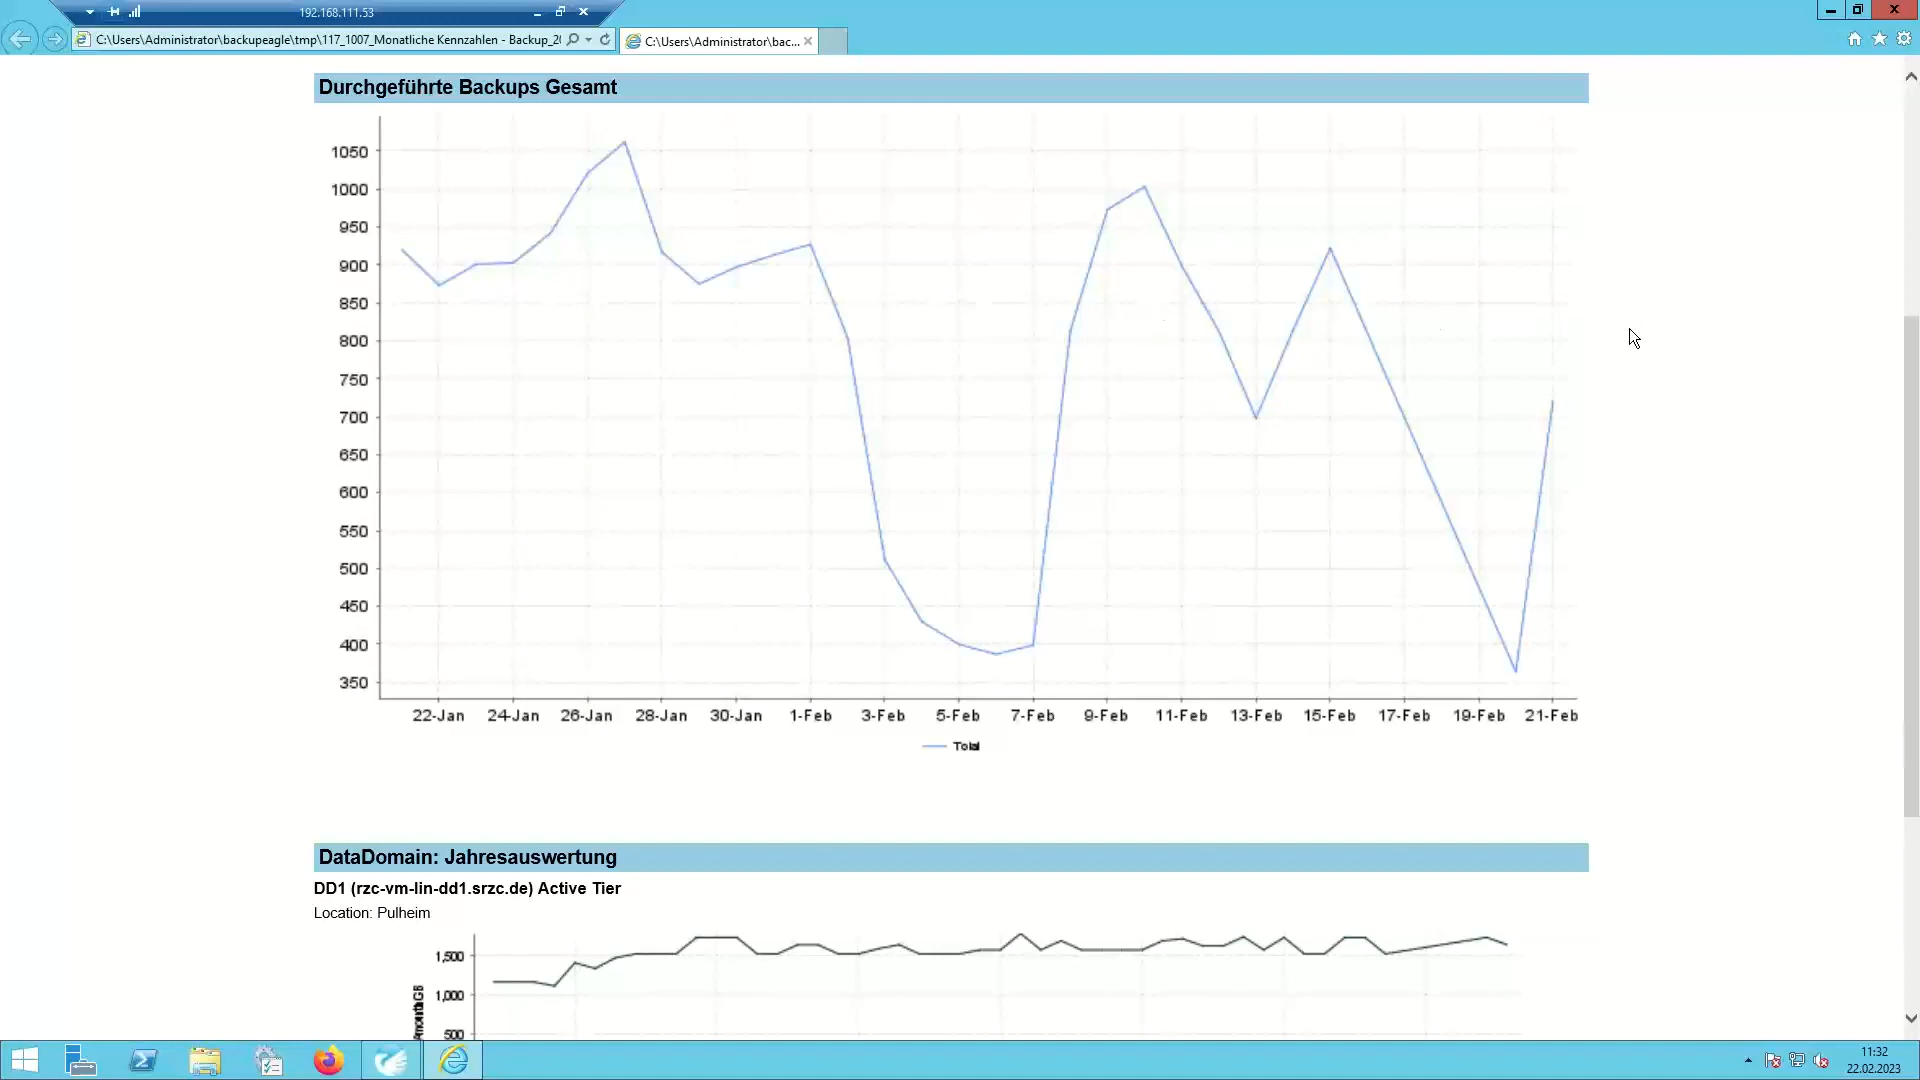 192.168.111.53
C:\Users\Administrator\backupeagle\tmp\117_1007_Monatliche Kennzahlen - Backup_20
C:\Users\Administrator\bac...
Durchgeführte Backups Gesamt
1050
1000
950
900
850
800
750
700
650
600
550
500
450
400
350
22-Jan 24-Jan 26-Jan 28-Jan 30-Jan 1-Feb 3-Feb 5-Feb 7-Feb 9-Feb 11-Feb 13-Feb 15-Feb 17-Feb 19-Feb 21-Feb
Total
DataDomain: Jahresauswertung
DD1 (rzc-vm-lin-dd1.srzc.de) Active Tier
Location: Pulheim
1,500
1,000
500
Amount in GB
11:32
22.02.2023